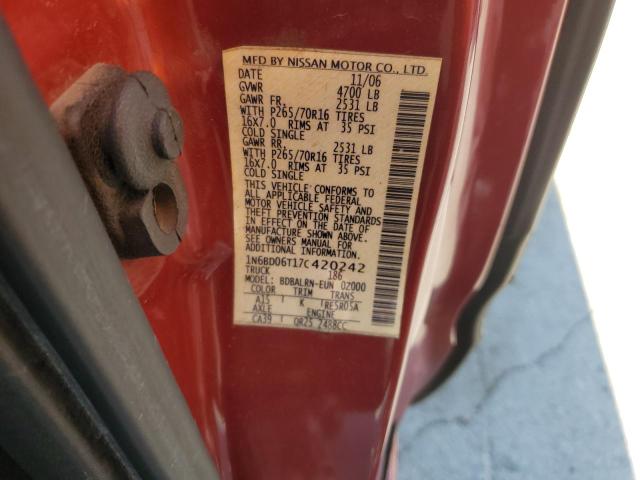 MFD BY NISSAN MOTOR CO., LTD.
DATE 11/06
GVWR 4700 LB
GAWR FR. 2531 LB
WITH P265/70R16 TIRES
16X7.0 RIMS AT 35 PSI
COLD SINGLE
GAWR RR. 2531 LB
WITH P265/70R16 TIRES
16X7.0 RIMS AT 35 PSI
COLD SINGLE
THIS VEHICLE CONFORMS TO
ALL APPLICABLE FEDERAL
MOTOR VEHICLE SAFETY AND
THEFT PREVENTION STANDARDS
IN EFFECT ON THE DATE OF
MANUFACTURE SHOWN ABOVE.
SEE OWNERS MANUAL FOR
ADDITIONAL INFORMATION.
1N6BD06T17C420242
TRUCK 186
MODEL: BDBALRN-EUN 02000
COLOR TRIM TRANS
A15 K RE5R05A
AXLE ENGINE
CA39 QR25 2488CC